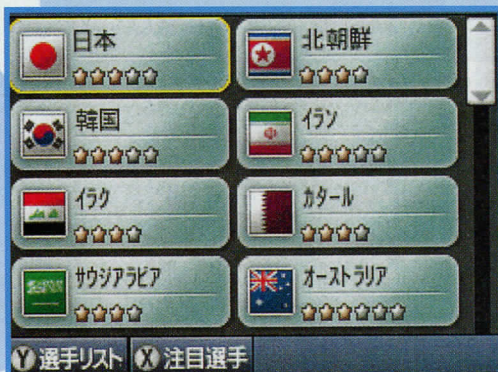 日本
北朝鮮
韓国
イラン
イラク
カタール
サウジアラビア
オーストラリア
Y 選手リスト X 注目選手